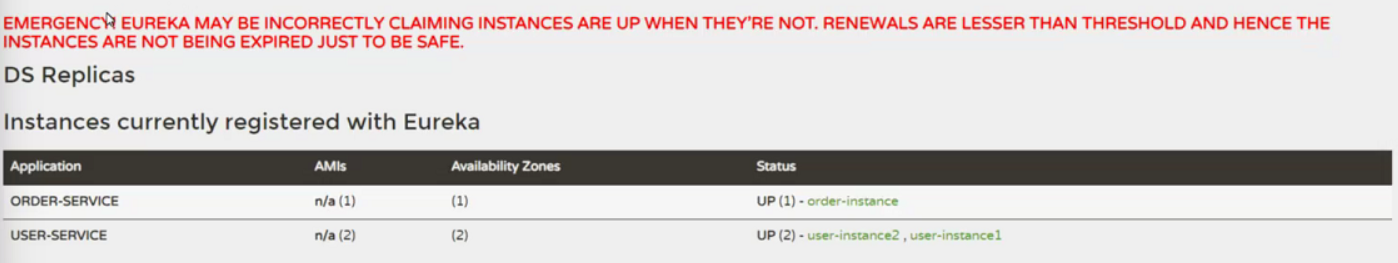 EMERGENCY! EUREKA MAY BE INCORRECTLY CLAIMING INSTANCES ARE UP WHEN THEY'RE NOT. RENEWALS ARE LESSER THAN THRESHOLD AND HENCE THE
INSTANCES ARE NOT BEING EXPIRED JUST TO BE SAFE.
DS Replicas
Instances currently registered with Eureka
Application AMIs Availability Zones Status
ORDER-SERVICE n/a (1) (1) UP (1) - order-instance
USER-SERVICE n/a (2) (2) UP (2) - user-instance2 , user-instance1